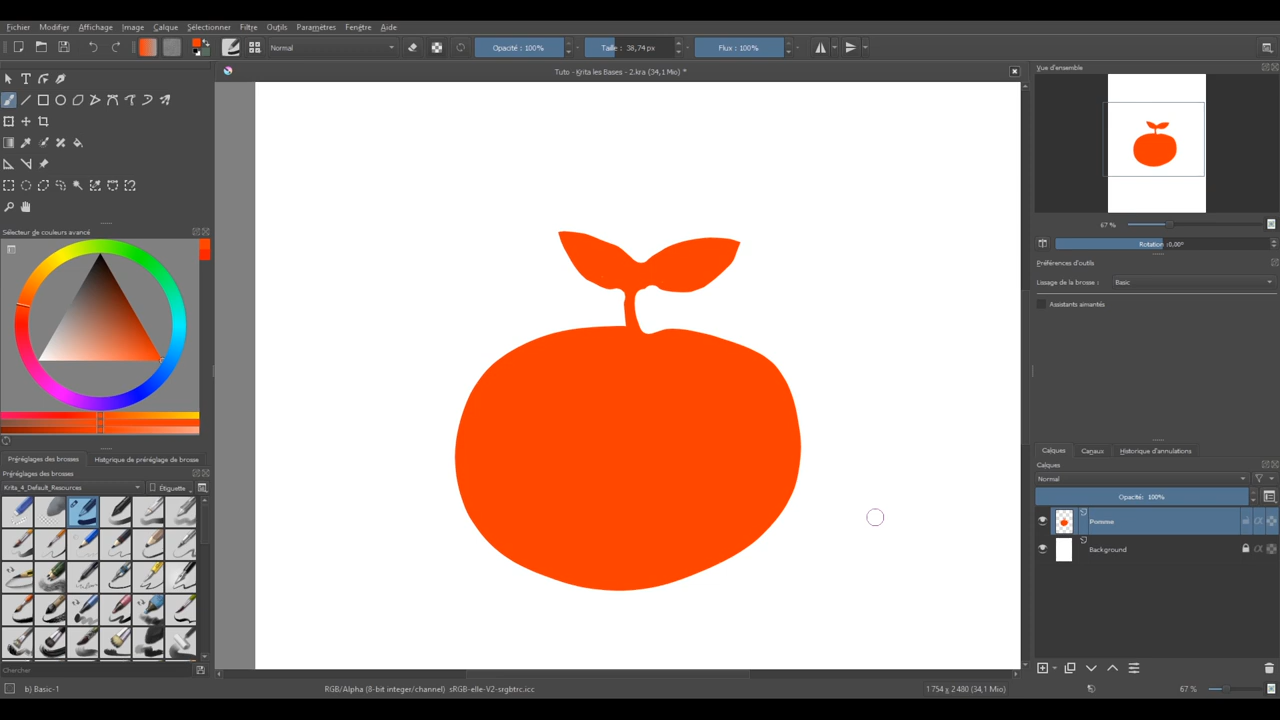 Fichier Modifier Affichage Image Calque Sélectionner Filtre Outils Paramètres Fenêtre Aide
Normal Opacité : 100% Taille : 38,74 px Flux : 100%
Tuto - Krita les Bases - 2.kra (34,1 Mio) *
Sélecteur de couleurs avancé
Préréglages des brosses Historique de préréglage de brosse
Préréglages des brosses
Krita_4_Default_Resources Étiquette
Chercher
b) Basic-1 RGB/Alpha (8-bit integer/channel) sRGB-elle-V2-srgbtrc.icc 1 754 x 2 480 (34,1 Mio) 67 %
Vue d'ensemble
67 %
Rotation : 0,00°
Préférences d'outils
Lissage de la brosse : Basic
Assistants aimantés
Calques Canaux Historique d'annulations
Calques
Normal
Opacité: 100%
Pomme
Background